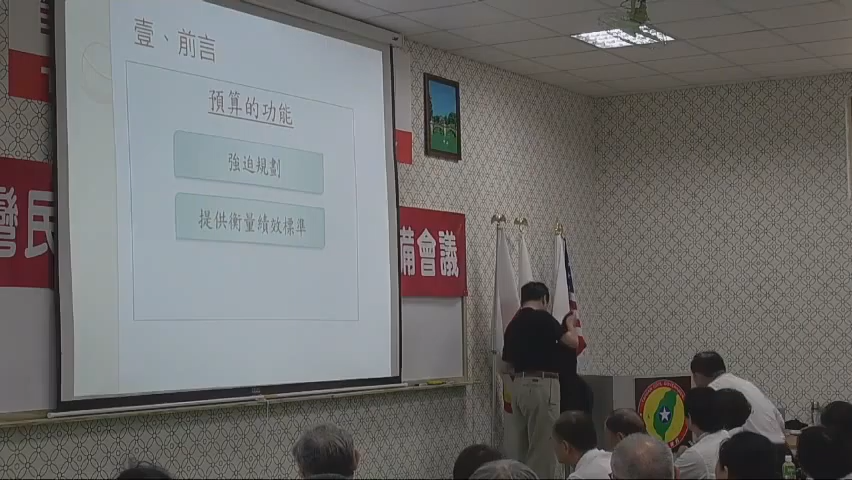 壹、前言
預算的功能
強迫規劃
提供衡量績效標準
灣民
備會議